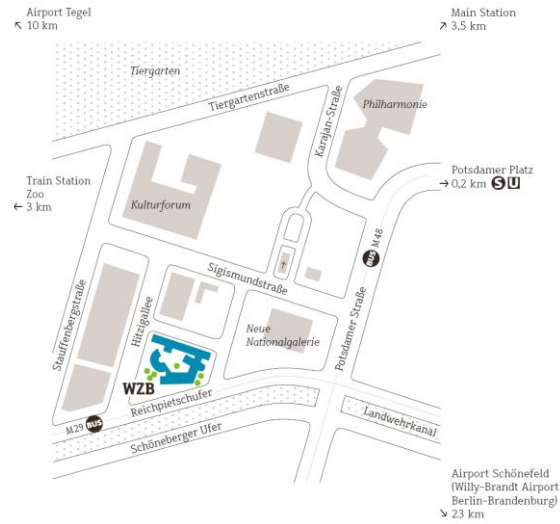 Airport Tegel
↖ 10 km
Main Station
↗ 3,5 km
Tiergarten
Tiergartenstraße
Karajan-Straße
Philharmonie
Train Station
Zoo
← 3 km
Potsdamer Platz
→ 0,2 km S U
Kulturforum
BUS M48
Sigismundstraße
Stauffenbergstraße
Hitzigallee
Neue
Nationalgalerie
Potsdamer Straße
WZB
Reichpietschufer
M29 BUS
Landwehrkanal
Schöneberger Ufer
Airport Schönefeld
(Willy-Brandt Airport
Berlin-Brandenburg)
↘ 23 km